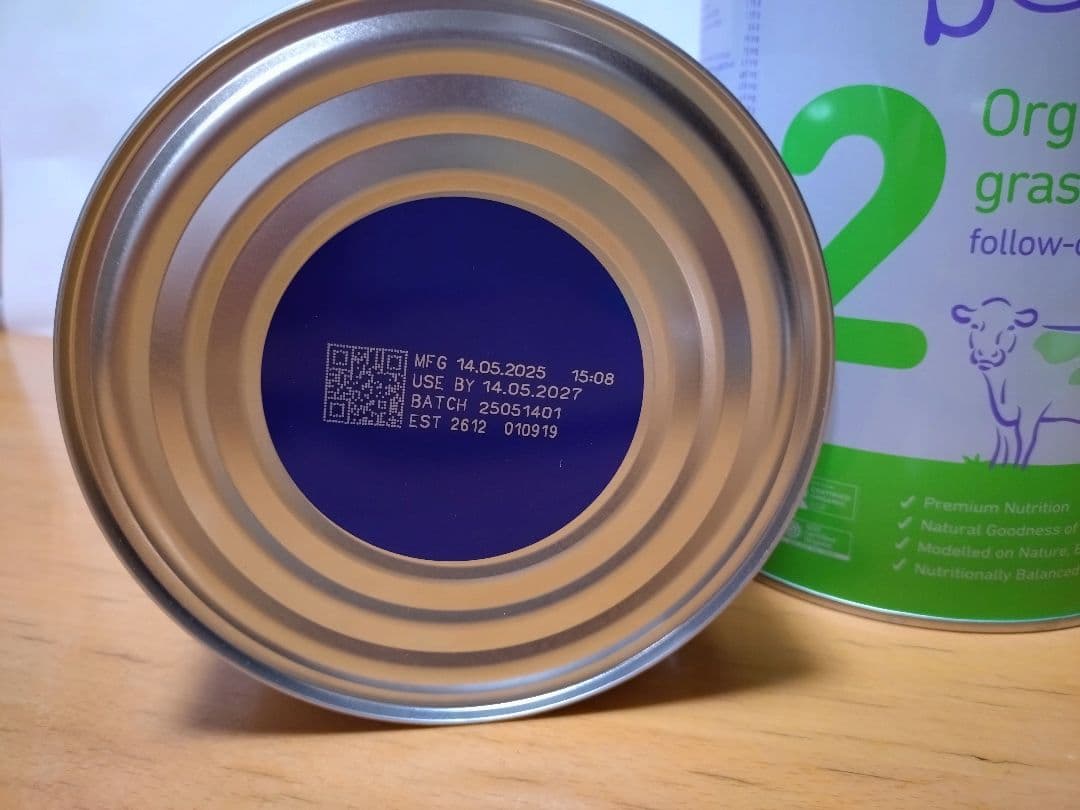 MFG 14.05.2025 15:08
USE BY 14.05.2027
BATCH 25051401
EST 2612 010919
2
Org
gras
follow-
Premium Nutrition
Natural Goodness of
Modelled on Nature,
Nutritionally Balanced